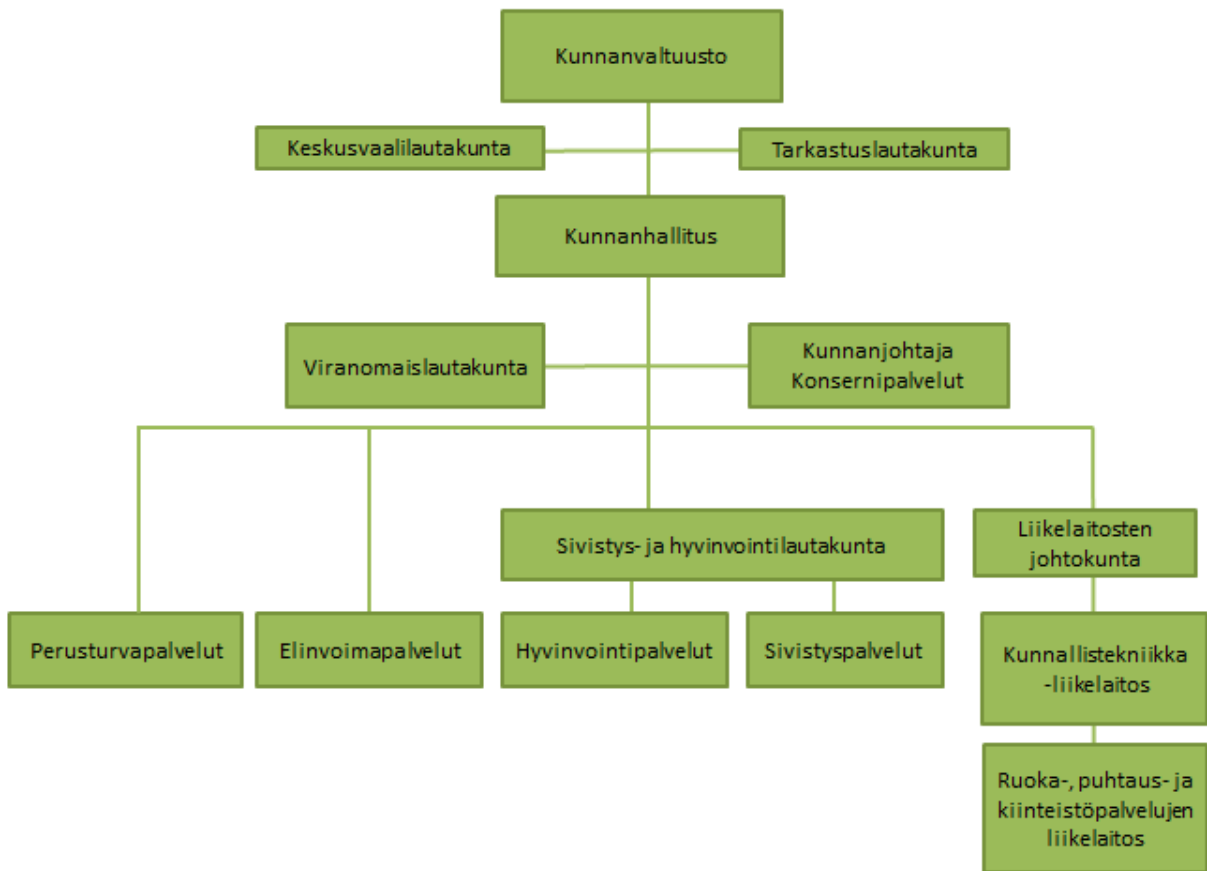 Kunnanvaltuusto
Keskusvaalilautakunta
Tarkastuslautakunta
Kunnanhallitus
Viranomaislautakunta
Kunnanjohtaja
Konsernipalvelut
Sivistys- ja hyvinvointilautakunta
Liikelaitosten
johtokunta
Perusturvapalvelut
Elinvoimapalvelut
Hyvinvointipalvelut
Sivistyspalvelut
Kunnallistekniikka
-liikelaitos
Ruoka-, puhtaus- ja
kiinteistöpalvelujen
liikelaitos